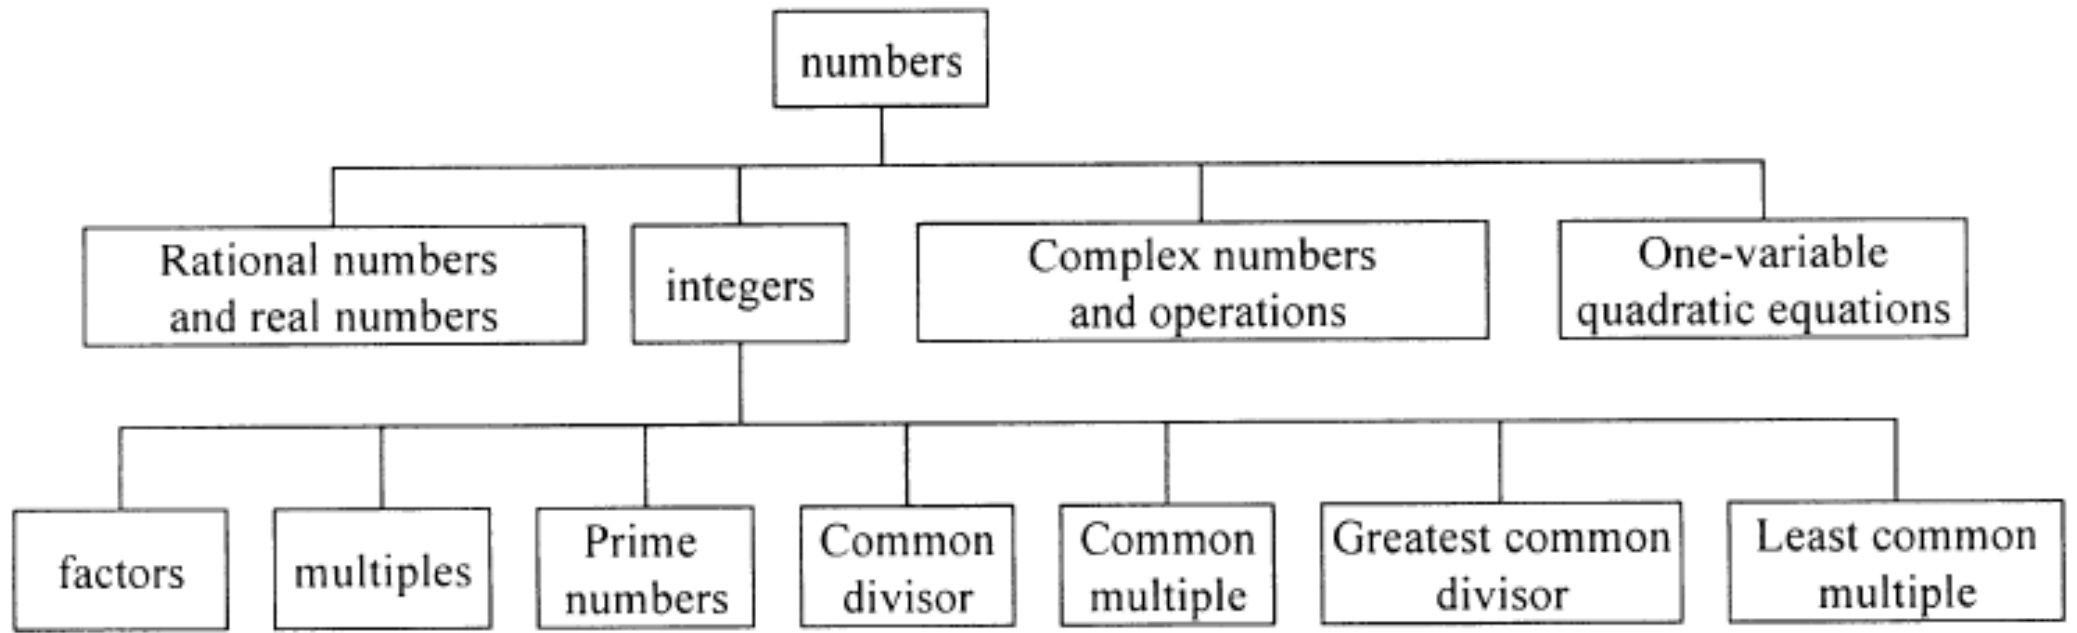 numbers
Rational numbers
and real numbers
integers
Complex numbers
and operations
One-variable
quadratic equations
factors
multiples
Prime
numbers
Common
divisor
Common
multiple
Greatest common
divisor
Least common
multiple